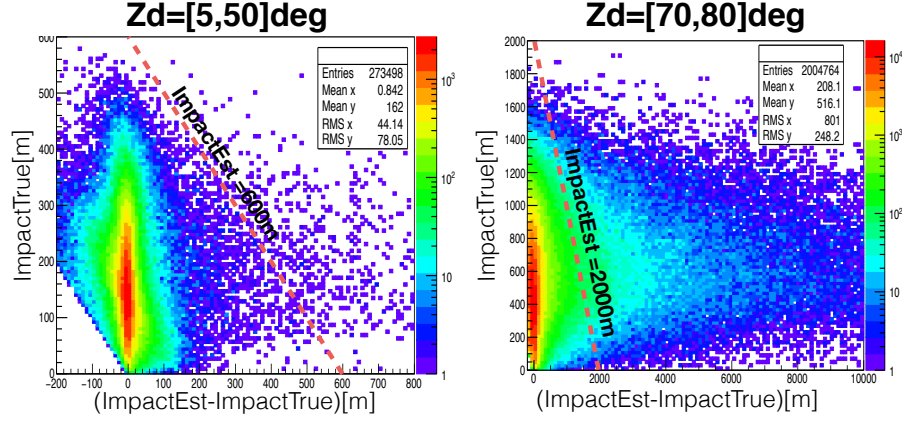 Zd=[5,50]deg
ImpactTrue[m]
600
500
400
300
200
100
0
-200 -100 0 100 200 300 400 500 600 700 800
(ImpactEst-ImpactTrue)[m]
ImpactEst =600m
Entries 273498
Mean x 0.842
Mean y 162
RMS x 44.14
RMS y 78.05
10³
10²
10
1
Zd=[70,80]deg
ImpactTrue[m]
2000
1800
1600
1400
1200
1000
800
600
400
200
0
0 2000 4000 6000 8000 10000
(ImpactEst-ImpactTrue)[m]
ImpactEst =2000m
Entries 2004764
Mean x 208.1
Mean y 516.1
RMS x 801
RMS y 248.2
10⁴
10³
10²
10
1